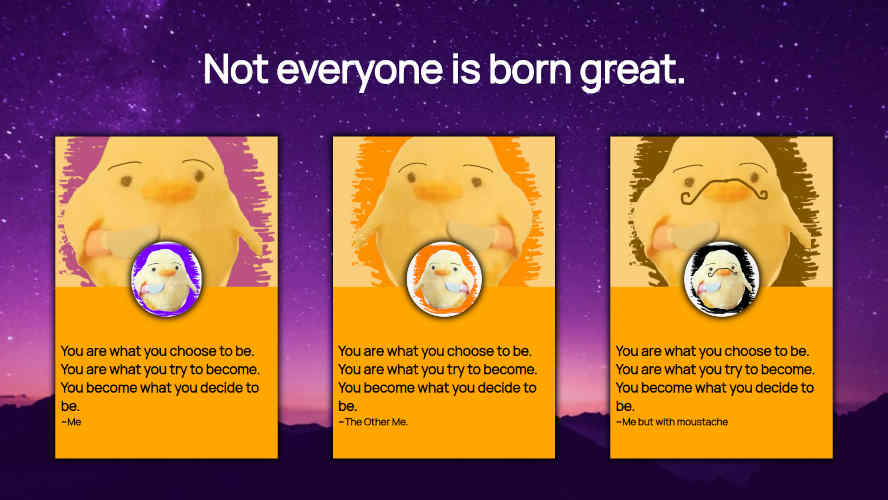 Not everyone is born great.
You are what you choose to be.
You are what you try to become.
You become what you decide to
be.
~Me
You are what you choose to be.
You are what you try to become.
You become what you decide to
be.
~The Other Me.
You are what you choose to be.
You are what you try to become.
You become what you decide to
be.
~Me but with moustache